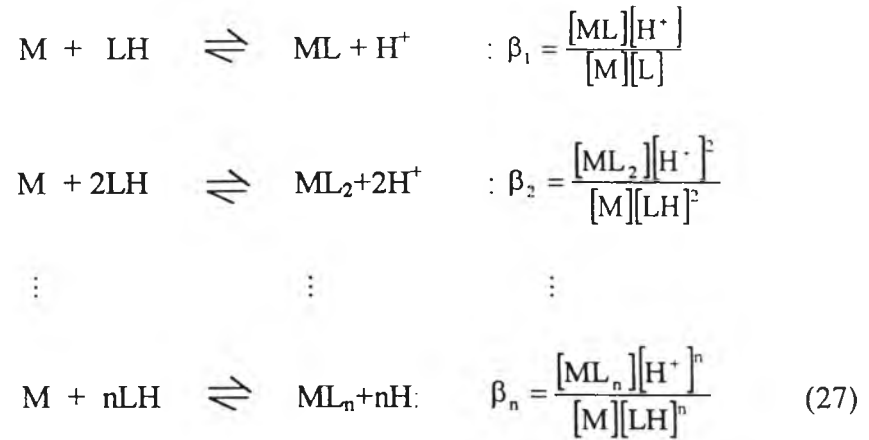 M + LH ⇌ ML + H⁺ : β₁ = [ML][H⁺] / [M][L]
M + 2LH ⇌ ML₂+2H⁺ : β₂ = [ML₂][H⁺]² / [M][LH]²
⋮ ⋮ ⋮
M + nLH ⇌ MLₙ+nH: βₙ = [MLₙ][H⁺]ⁿ / [M][LH]ⁿ (27)